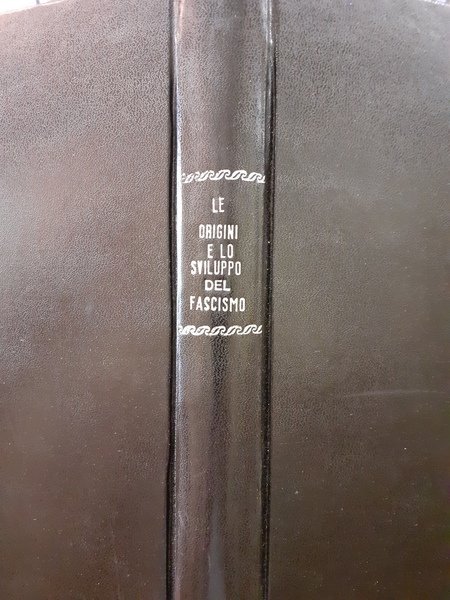 LE
ORIGINI
E LO
SVILUPPO
DEL
FASCISMO